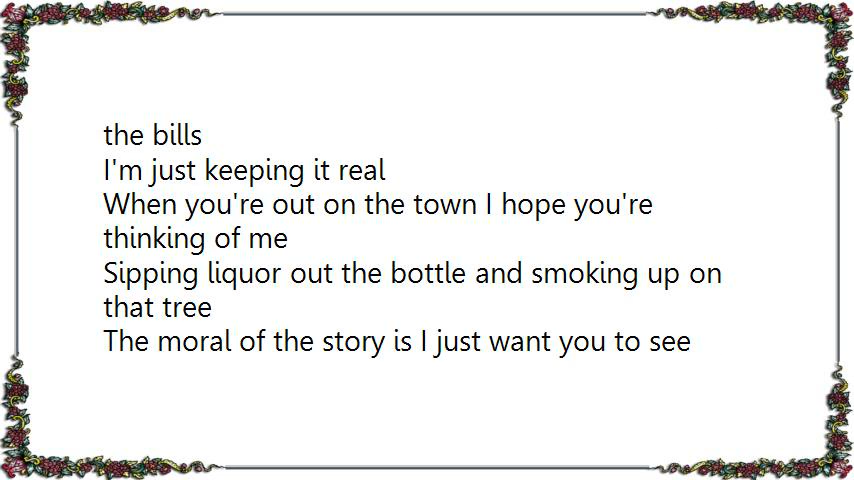 the bills
I'm just keeping it real
When you're out on the town I hope you're
thinking of me
Sipping liquor out the bottle and smoking up on
that tree
The moral of the story is I just want you to see